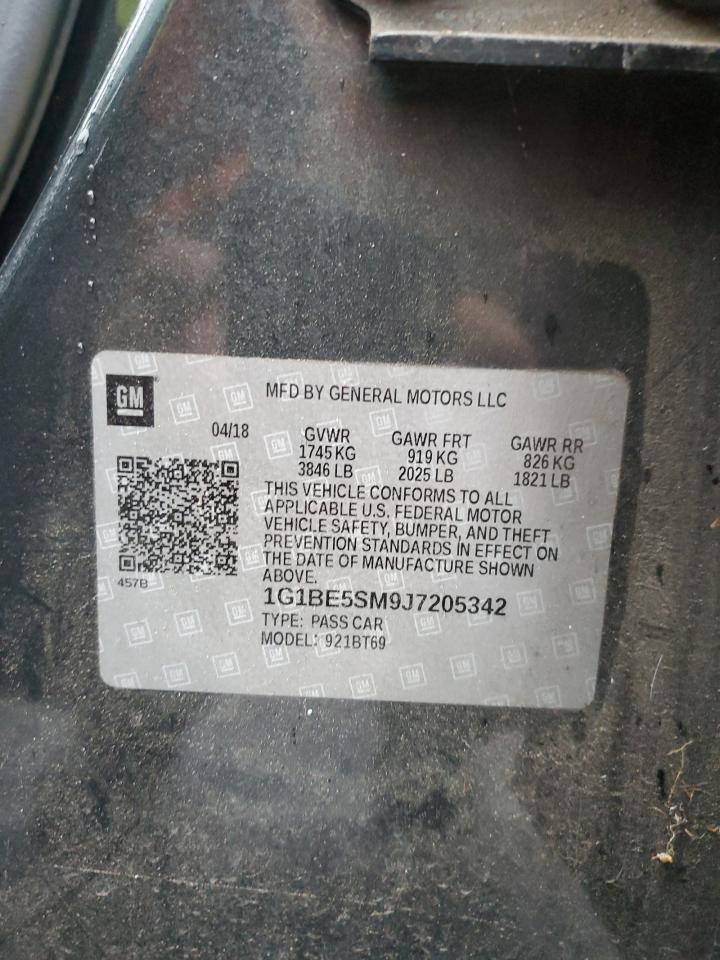 GM
MFD BY GENERAL MOTORS LLC
04/18 GVWR GAWR FRT GAWR RR
1745 KG 919 KG 826 KG
3846 LB 2025 LB 1821 LB
THIS VEHICLE CONFORMS TO ALL
APPLICABLE U.S. FEDERAL MOTOR
VEHICLE SAFETY, BUMPER, AND THEFT
PREVENTION STANDARDS IN EFFECT ON
THE DATE OF MANUFACTURE SHOWN
ABOVE.
457B
1G1BE5SM9J7205342
TYPE: PASS CAR
MODEL: 921BT69